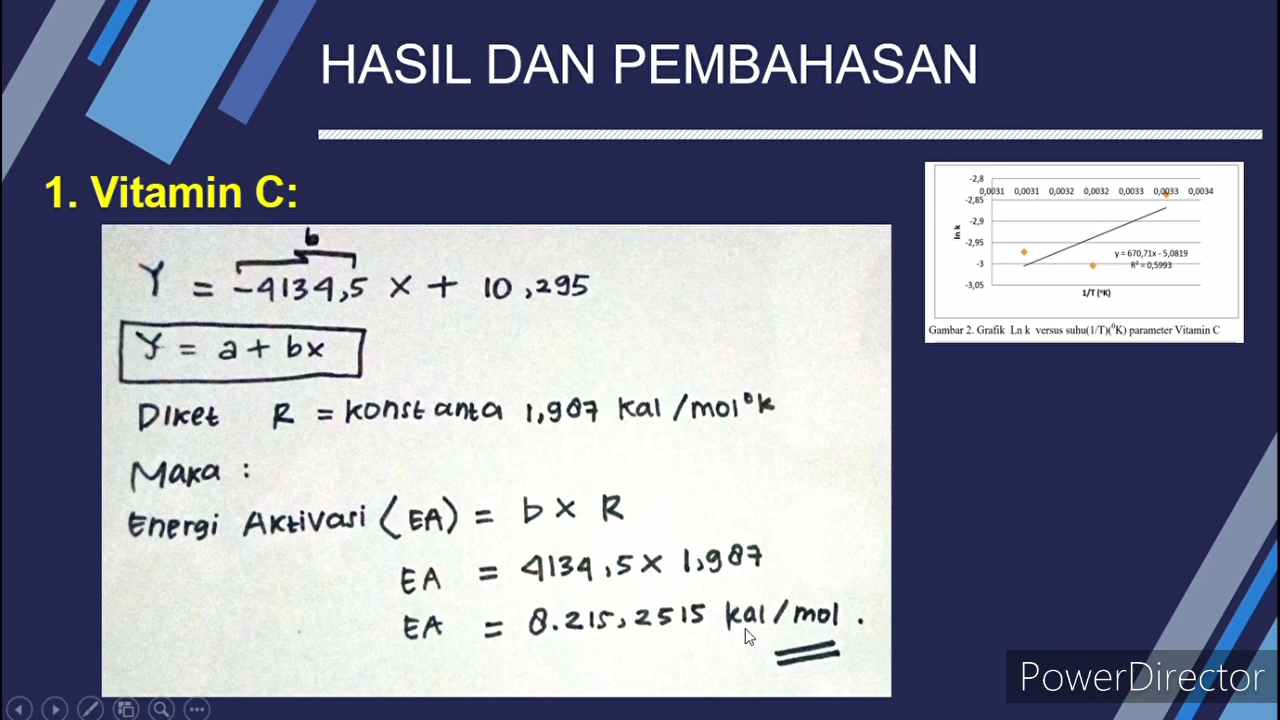 HASIL DAN PEMBAHASAN
1. Vitamin C:
b
Y = -4134,5 x + 10,295
Y = a + bx
Diket R = konstanta 1,987 kal/mol°k
Maka :
Energi Aktivasi (EA) = b x R
EA = 4134,5 x 1,987
EA = 8.215,2515 kal/mol.
-2,8
0,0031 0,0031 0,0032 0,0032 0,0033 0,0033 0,0034
-2,85
-2,9
-2,95
-3
-3,05
ln k
y = 670,71x - 5,0819
R² = 0,5993
1/T (°K)
Gambar 2. Grafik Ln k versus suhu(1/T)(⁰K) parameter Vitamin C
PowerDirector